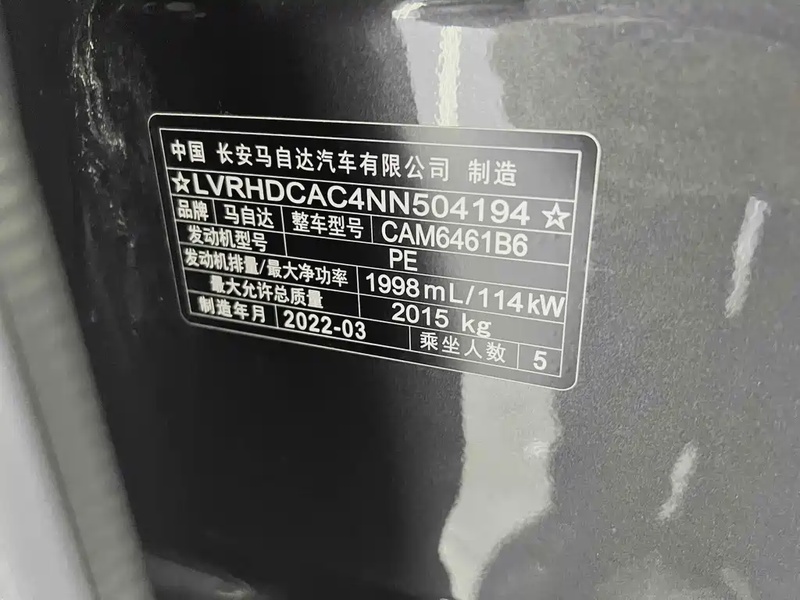 中国 长安马自达汽车有限公司 制造
☆LVRHDCAC4NN504194☆
品牌 马自达 整车型号 CAM6461B6
发动机型号 PE
发动机排量/最大净功率 1998mL/114kW
最大允许总质量 2015 kg
制造年月 2022-03 乘坐人数 5